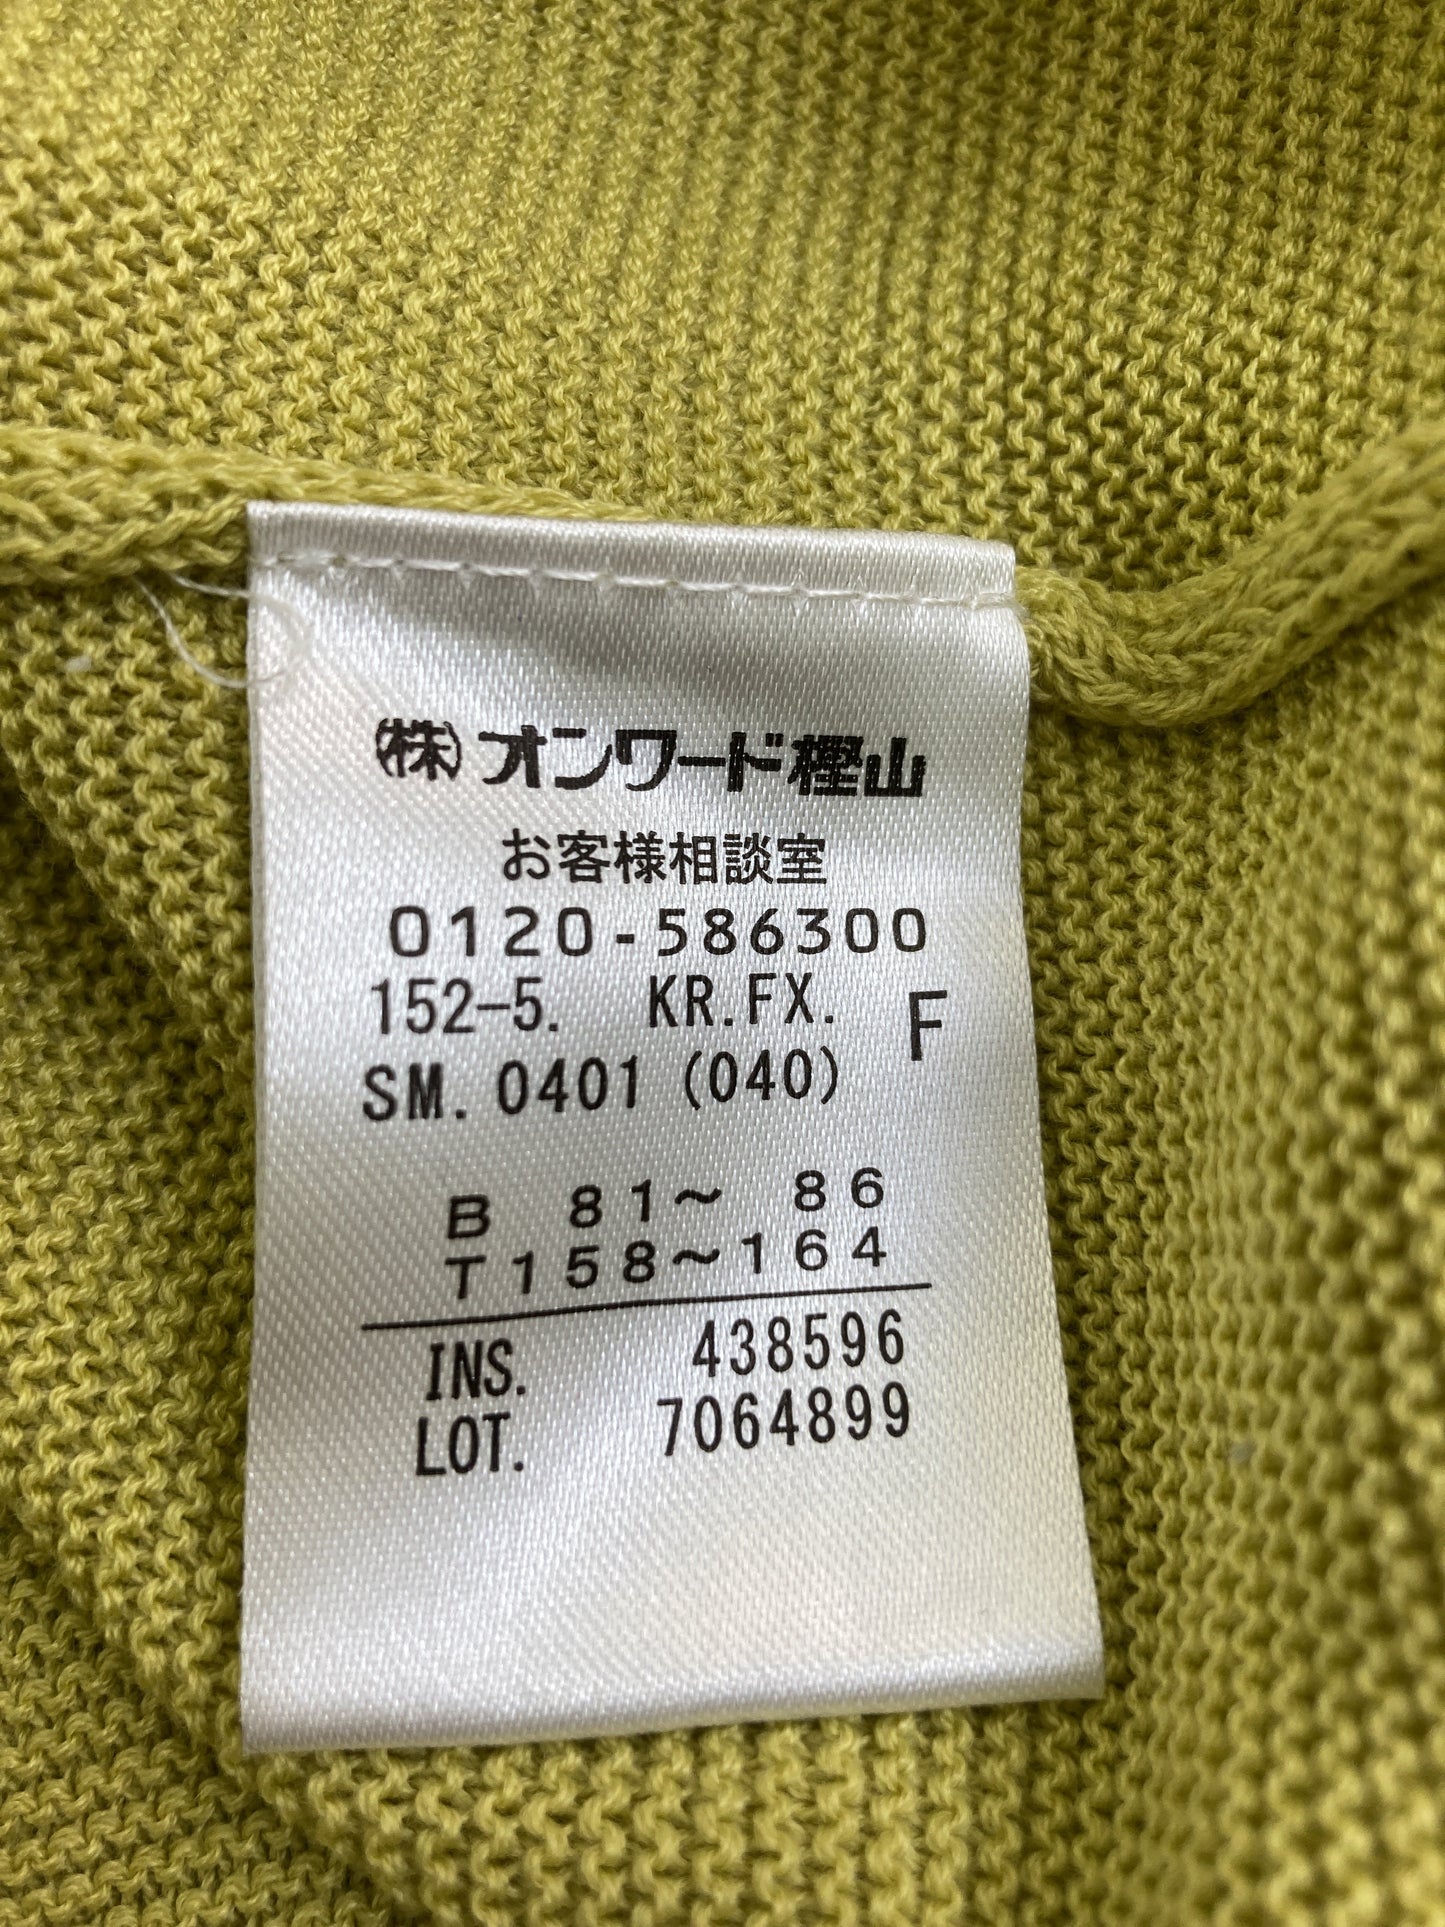 (株)オンワード樫山
お客様相談室
0120-586300
152-5. KR.FX. F
SM. 0401 (040)
B 81〜 86
T158〜164
INS. 438596
LOT. 7064899